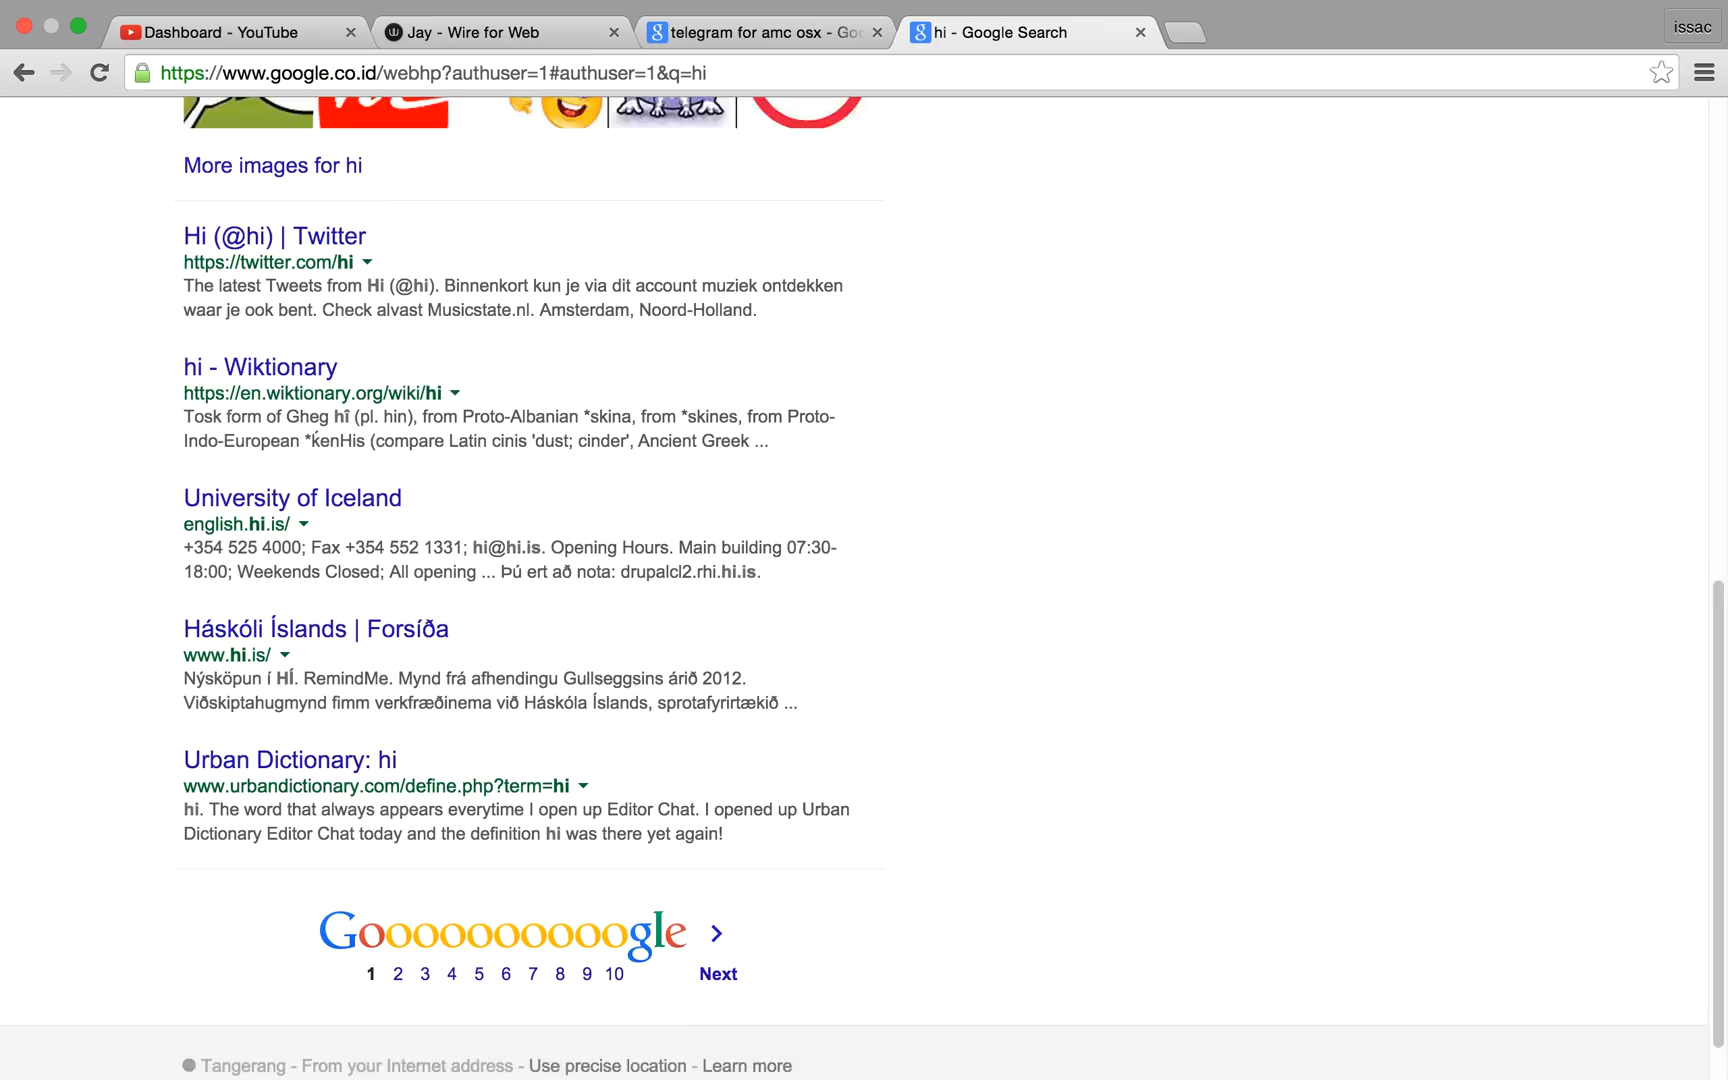 Dashboard - YouTube
Jay - Wire for Web
telegram for amc osx - Goo
hi - Google Search
issac
https://www.google.co.id/webhp?authuser=1#authuser=1&q=hi
More images for hi
Hi (@hi) | Twitter
https://twitter.com/hi
The latest Tweets from Hi (@hi). Binnenkort kun je via dit account muziek ontdekken
waar je ook bent. Check alvast Musicstate.nl. Amsterdam, Noord-Holland.
hi - Wiktionary
https://en.wiktionary.org/wiki/hi
Tosk form of Gheg hî (pl. hin), from Proto-Albanian *skina, from *skines, from Proto-
Indo-European *ḱenHis (compare Latin cinis 'dust; cinder', Ancient Greek ...
University of Iceland
english.hi.is/
+354 525 4000; Fax +354 552 1331; hi@hi.is. Opening Hours. Main building 07:30-
18:00; Weekends Closed; All opening ... Þú ert að nota: drupalcl2.rhi.hi.is.
Háskóli Íslands | Forsíða
www.hi.is/
Nýsköpun í HÍ. RemindMe. Mynd frá afhendingu Gullseggsins árið 2012.
Viðskiptahugmynd fimm verkfræðinema við Háskóla Íslands, sprotafyrirtækið ...
Urban Dictionary: hi
www.urbandictionary.com/define.php?term=hi
hi. The word that always appears everytime I open up Editor Chat. I opened up Urban
Dictionary Editor Chat today and the definition hi was there yet again!
Goooooooooogle
1 2 3 4 5 6 7 8 9 10 Next
Tangerang - From your Internet address - Use precise location - Learn more